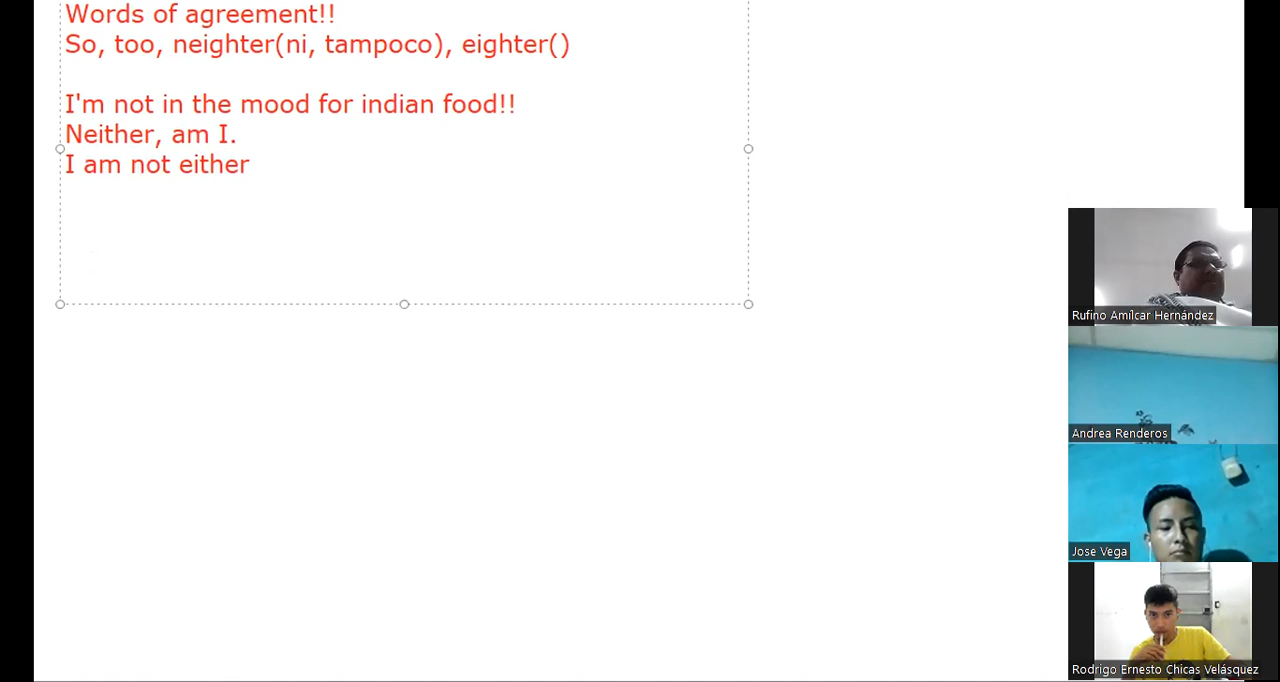 Words of agreement!!
So, too, neighter(ni, tampoco), eighter()
I'm not in the mood for indian food!!
Neither, am I.
I am not either
Rufino Amílcar Hernández
Andrea Renderos
Jose Vega
Rodrigo Ernesto Chicas Velásquez